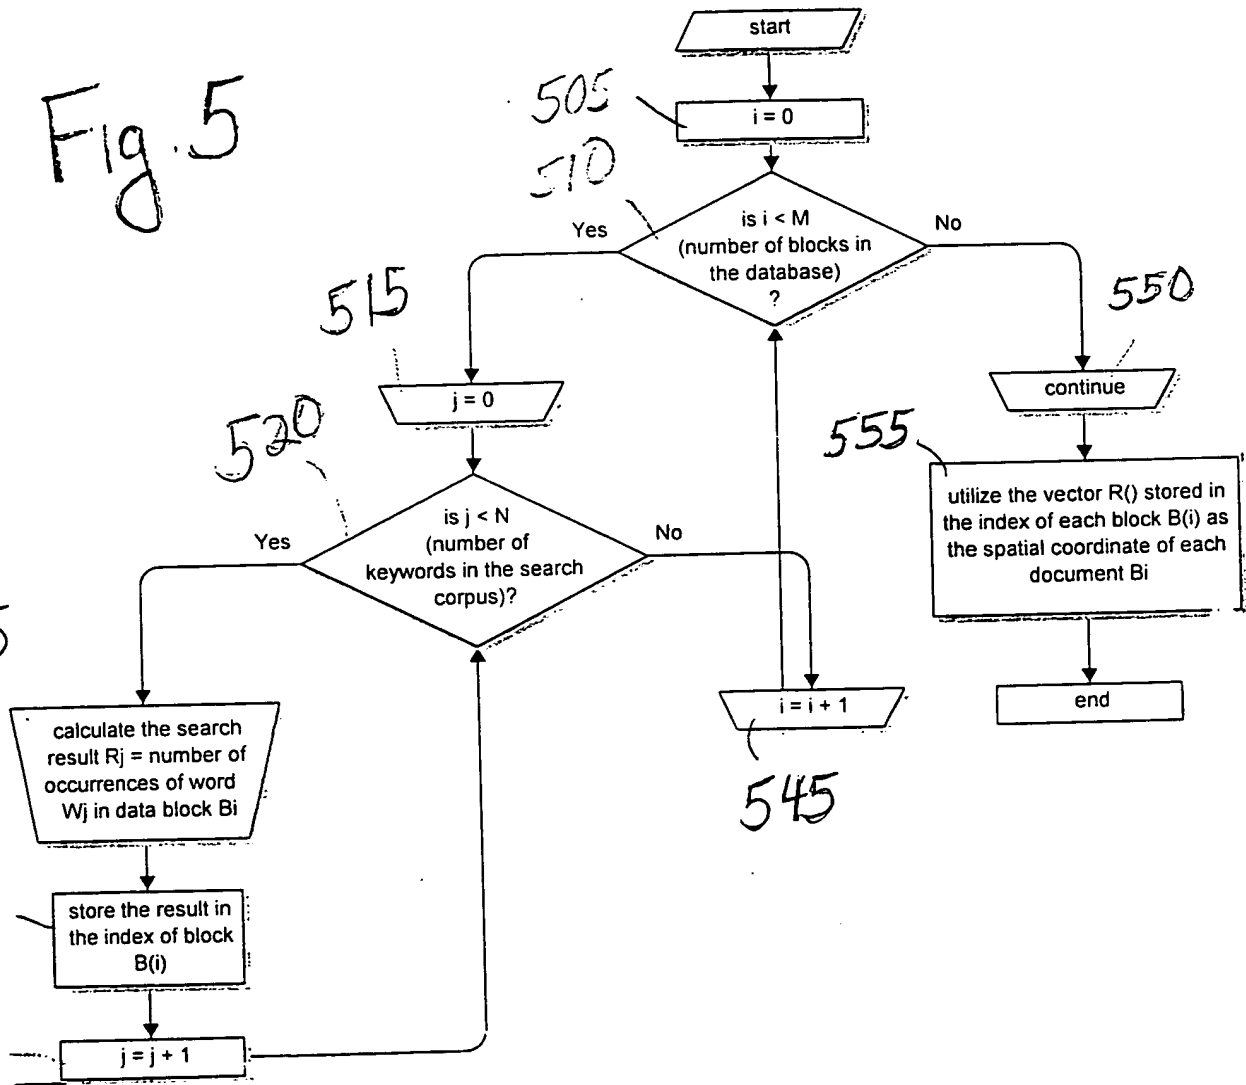 Fig. 5
start
505
i = 0
510
is i < M
(number of blocks in
the database)
?
Yes
No
515
j = 0
550
continue
520
is j < N
(number of
keywords in the search
corpus)?
Yes
No
555
utilize the vector R() stored in
the index of each block B(i) as
the spatial coordinate of each
document Bi
end
i = i + 1
545
5
calculate the search
result Rj = number of
occurrences of word
Wj in data block Bi
store the result in
the index of block
B(i)
j = j + 1